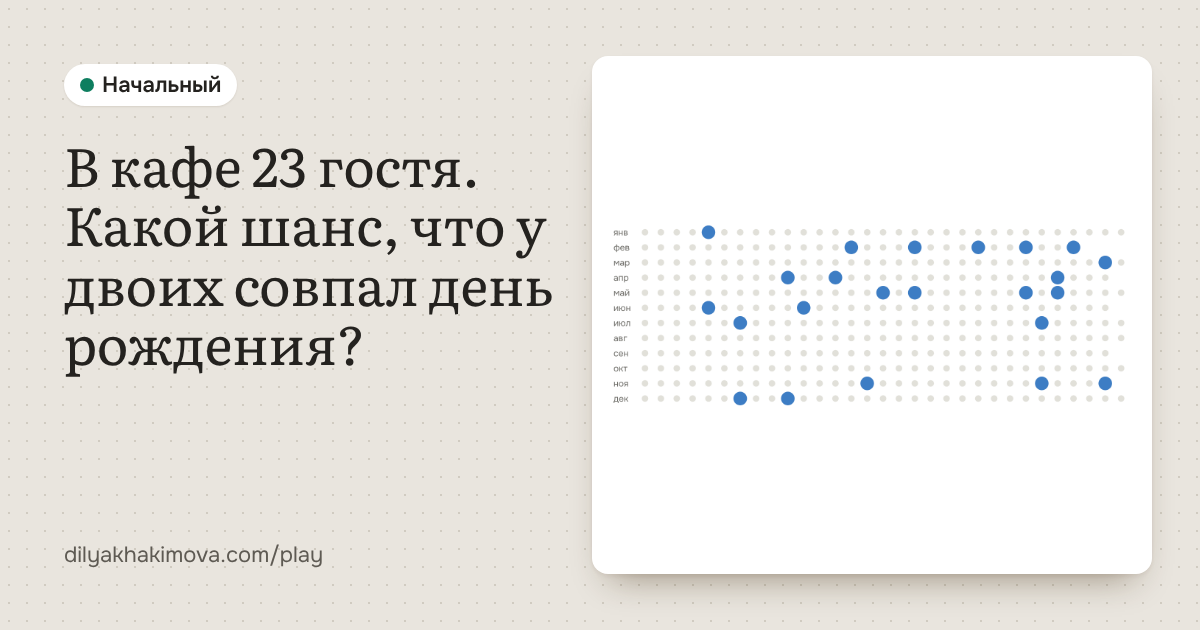 Начальный
В кафе 23 гостя.
Какой шанс, что у
двоих совпал день
рождения?
dilyakhakimova.com/play
янв
фев
мар
апр
май
июн
июл
авг
сен
окт
ноя
дек